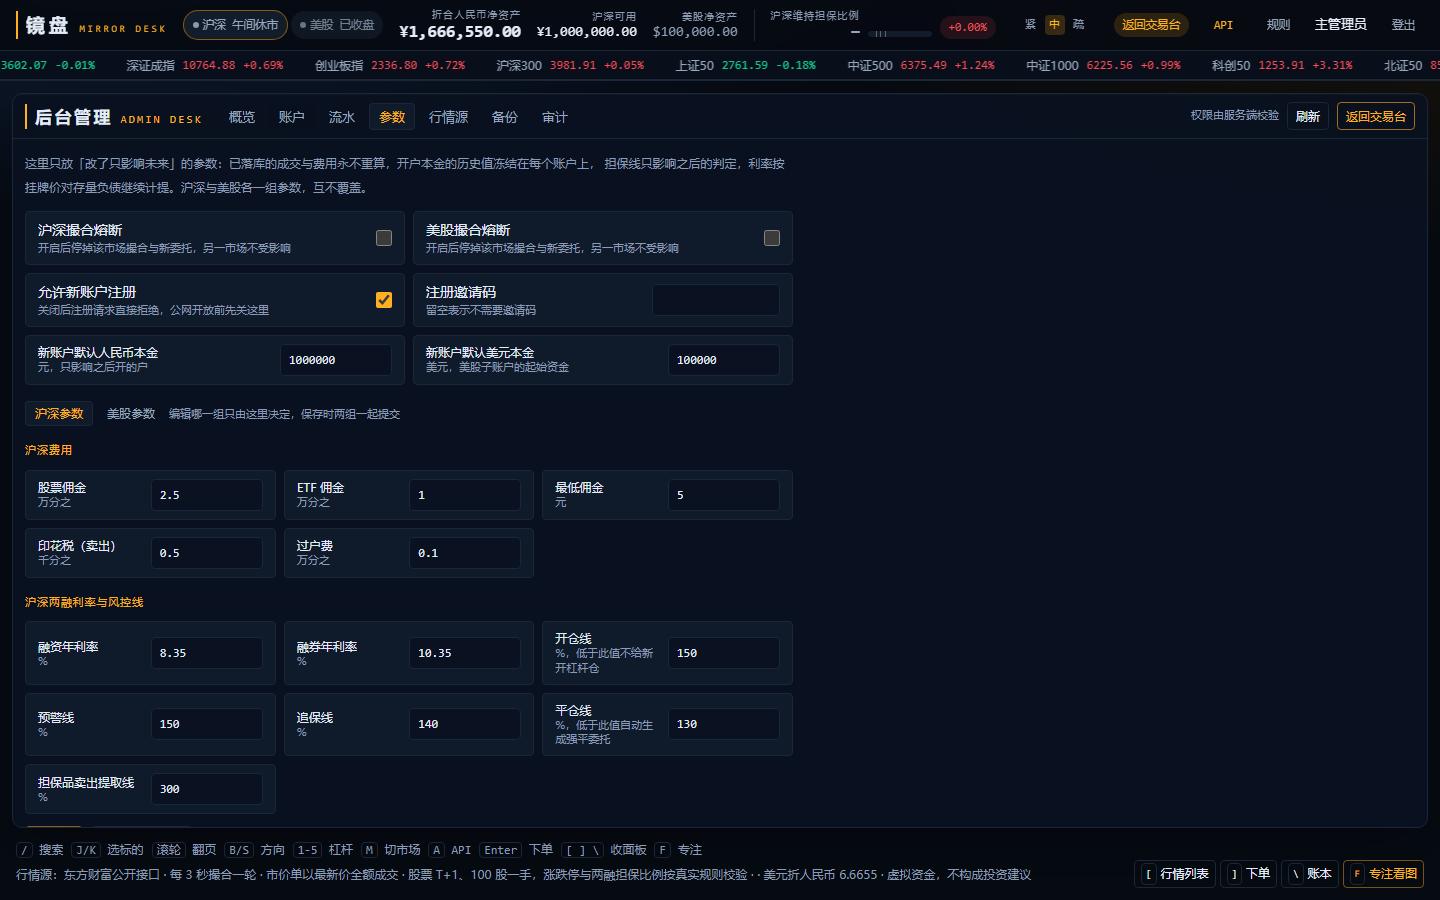 镜盘 MIRROR DESK
沪深 午间休市
美股 已收盘
折合人民币净资产
¥1,666,550.00
沪深可用
¥1,000,000.00
美股净资产
$100,000.00
沪深维持担保比例
—
+0.00%
紧 中 疏
返回交易台
API
规则
主管理员
登出
3602.07 -0.01% 深证成指 10764.88 +0.69% 创业板指 2336.80 +0.72% 沪深300 3981.91 +0.05% 上证50 2761.59 -0.18% 中证500 6375.49 +1.24% 中证1000 6225.56 +0.99% 科创50 1253.91 +3.31% 北证50
后台管理 ADMIN DESK 概览 账户 流水 参数 行情源 备份 审计 权限由服务端校验 刷新 返回交易台
这里只放「改了只影响未来」的参数：已落库的成交与费用永不重算，开户本金的历史值冻结在每个账户上， 担保线只影响之后的判定，利率按
挂牌价对存量负债继续计提。沪深与美股各一组参数，互不覆盖。
沪深撮合熔断
开启后停掉该市场撮合与新委托，另一市场不受影响
美股撮合熔断
开启后停掉该市场撮合与新委托，另一市场不受影响
允许新账户注册
关闭后注册请求直接拒绝，公网开放前先关这里
注册邀请码
留空表示不需要邀请码
新账户默认人民币本金
元，只影响之后开的户
1000000
新账户默认美元本金
美元，美股子账户的起始资金
100000
沪深参数 美股参数 编辑哪一组只由这里决定，保存时两组一起提交
沪深费用
股票佣金
万分之
2.5
ETF 佣金
万分之
1
最低佣金
元
5
印花税（卖出）
千分之
0.5
过户费
万分之
0.1
沪深两融利率与风控线
融资年利率
%
8.35
融券年利率
%
10.35
开仓线
%，低于此值不给新
开杠杆仓
150
预警线
%
150
追保线
%
140
平仓线
%，低于此值自动生
成强平委托
130
担保品卖出提取线
%
300
/ 搜索 J/K 选标的 滚轮 翻页 B/S 方向 1-5 杠杆 M 切市场 A API Enter 下单 [ ] \ 收面板 F 专注
行情源：东方财富公开接口 · 每 3 秒撮合一轮 · 市价单以最新价全额成交 · 股票 T+1、100 股一手，涨跌停与两融担保比例按真实规则校验 · · 美元折人民币 6.6655 · 虚拟资金，不构成投资建议
[ 行情列表
] 下单
\ 账本
F 专注看图